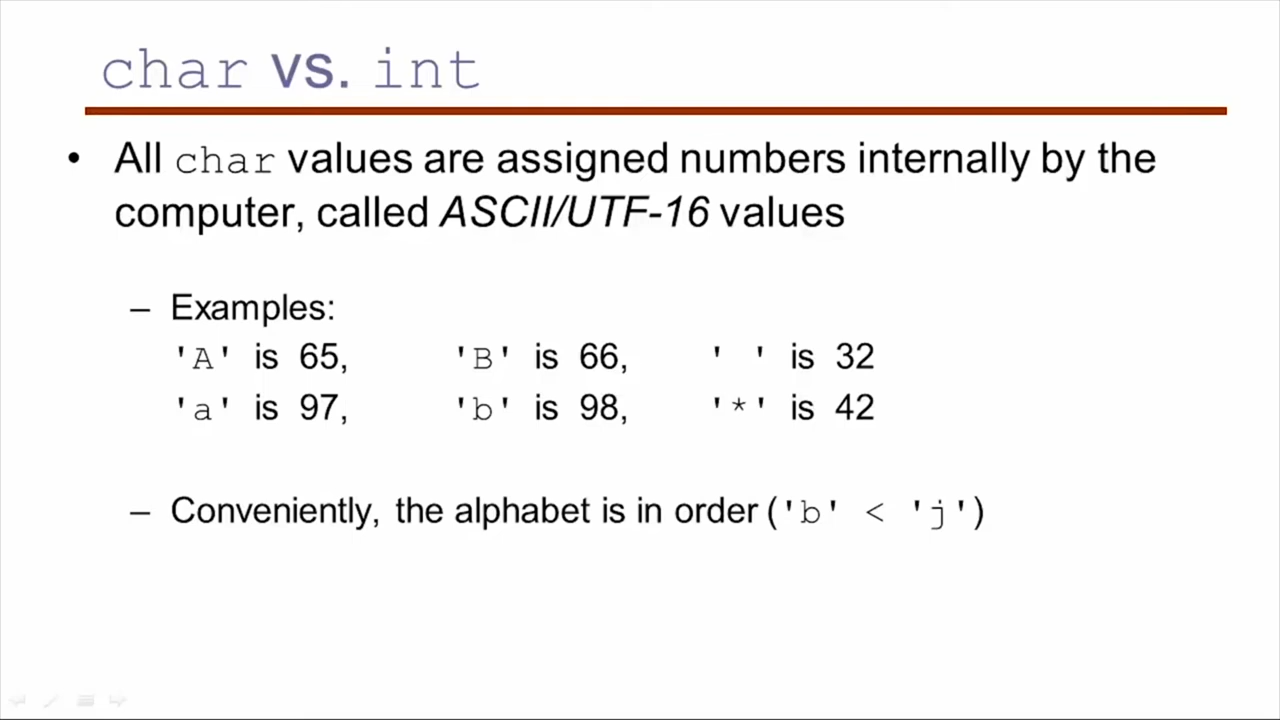 char vs. int
• All char values are assigned numbers internally by the
computer, called ASCII/UTF-16 values
– Examples:
'A' is 65, 'B' is 66, ' ' is 32
'a' is 97, 'b' is 98, '*' is 42
– Conveniently, the alphabet is in order ('b' < 'j')